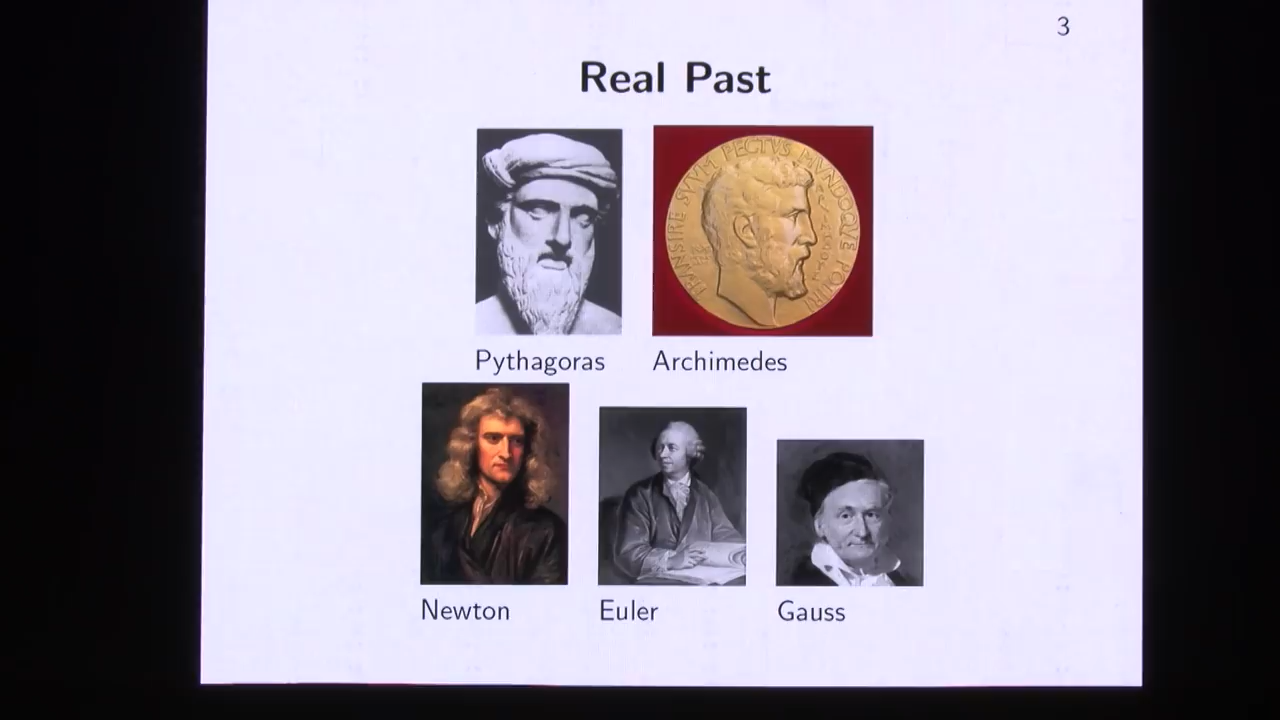 3
Real Past
TRANSIRE SVVM PECTVS MVNDOQVE POTIRI
Pythagoras
Archimedes
Newton
Euler
Gauss